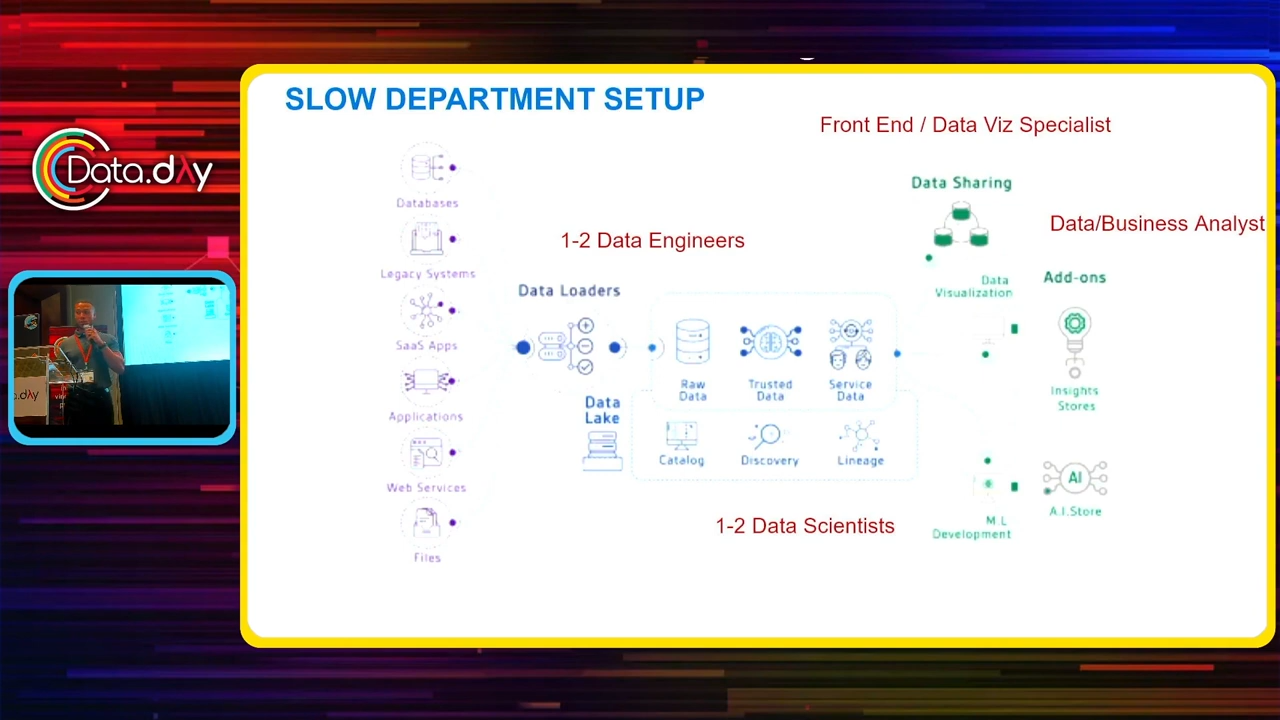 SLOW DEPARTMENT SETUP
Front End / Data Viz Specialist
Data.dλy
Data Sharing
Databases
Data/Business Analyst
1-2 Data Engineers
Legacy Systems
Data Loaders
Data
Visualization
Add-ons
SaaS Apps
Raw
Data
Trusted
Data
Service
Data
Insights
Stores
Data
Lake
Applications
Catalog
Discovery
Lineage
Web Services
AI
A.I.Store
1-2 Data Scientists
M.L
Development
Files